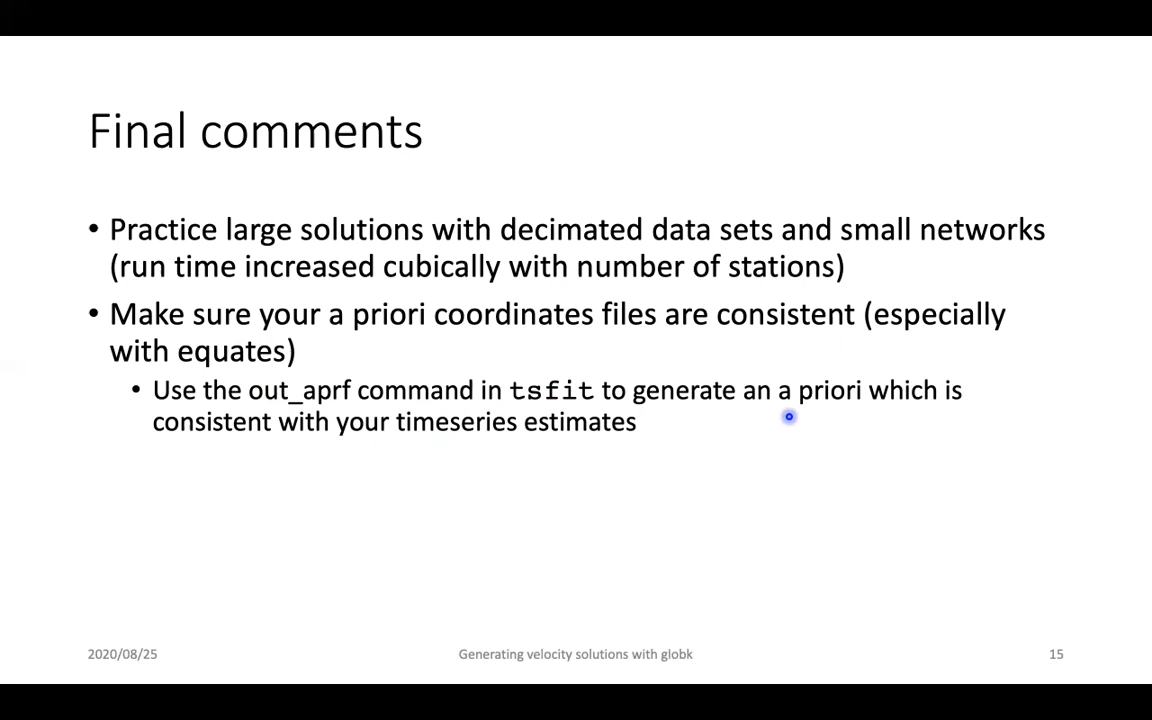 Final comments
• Practice large solutions with decimated data sets and small networks
(run time increased cubically with number of stations)
• Make sure your a priori coordinates files are consistent (especially
with equates)
• Use the out_aprf command in tsfit to generate an a priori which is
consistent with your timeseries estimates
2020/08/25
Generating velocity solutions with globk
15